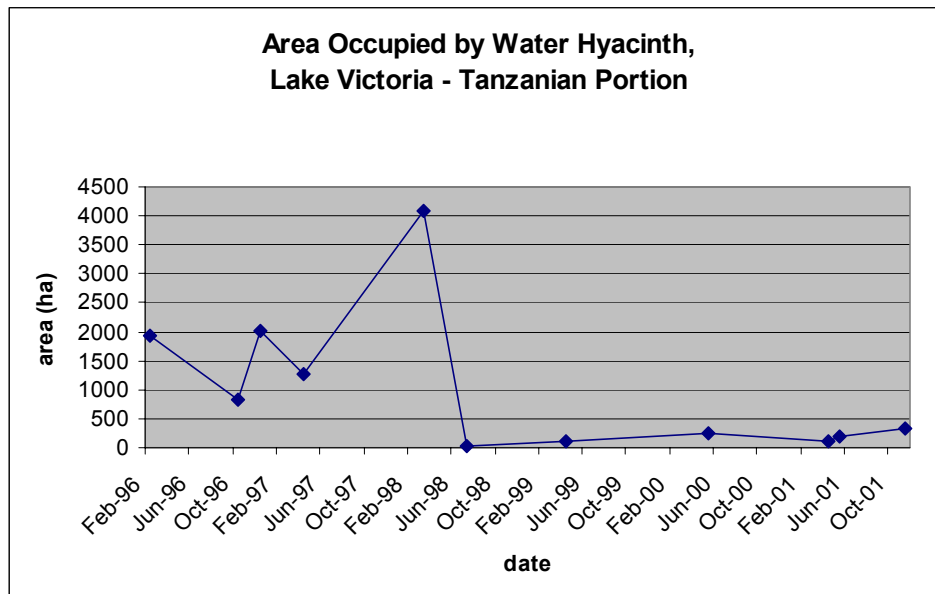 Area Occupied by Water Hyacinth,
Lake Victoria - Tanzanian Portion
area (ha)
4500
4000
3500
3000
2500
2000
1500
1000
500
0
Feb-96
Jun-96
Oct-96
Feb-97
Jun-97
Oct-97
Feb-98
Jun-98
Oct-98
Feb-99
Jun-99
Oct-99
Feb-00
Jun-00
Oct-00
Feb-01
Jun-01
Oct-01
date